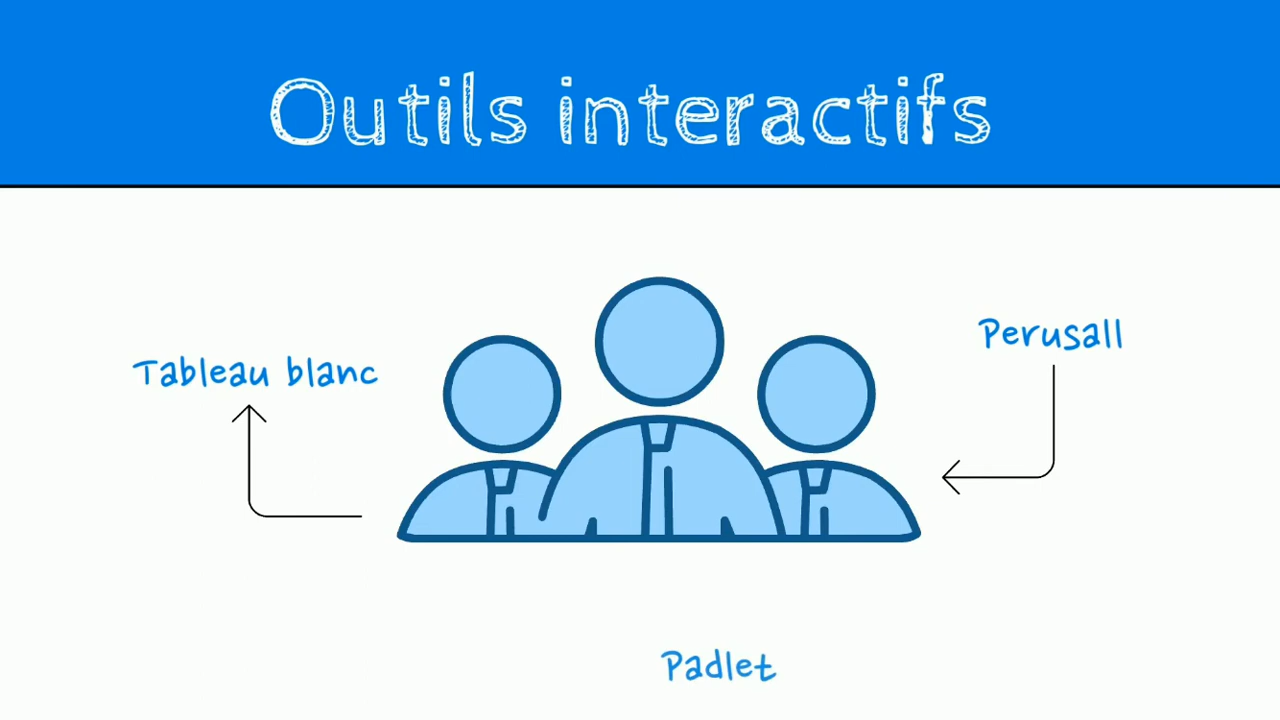 Outils interactifs
Perusall
Tableau blanc
Padlet